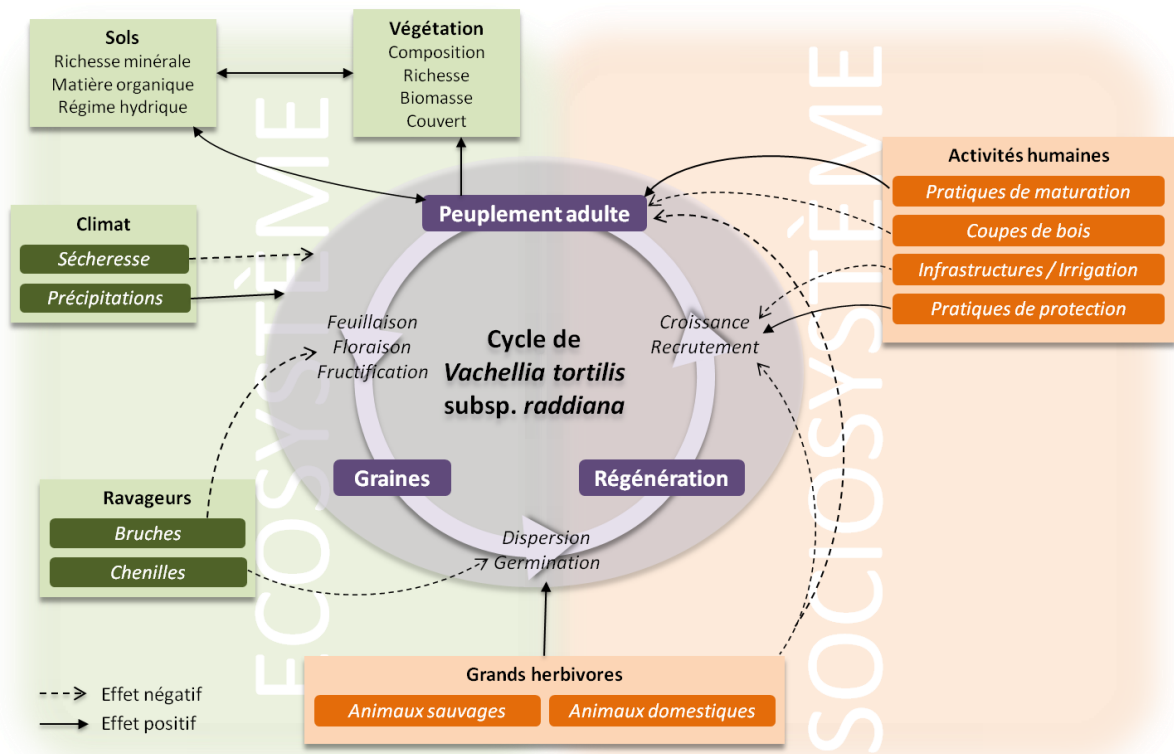 Sols
Richesse minérale
Matière organique
Régime hydrique
Végétation
Composition
Richesse
Biomasse
Couvert
Activités humaines
Pratiques de maturation
Coupes de bois
Infrastructures / Irrigation
Pratiques de protection
Peuplement adulte
Climat
Sécheresse
Précipitations
Feuillaison
Floraison
Fructification
Cycle de
Vachellia tortilis
subsp. raddiana
Croissance
Recrutement
Graines
Régénération
Ravageurs
Bruches
Chenilles
Dispersion
Germination
Grands herbivores
Animaux sauvages
Animaux domestiques
Effet négatif
Effet positif
ECOSYSTÈME
SOCIOSYSTÈME